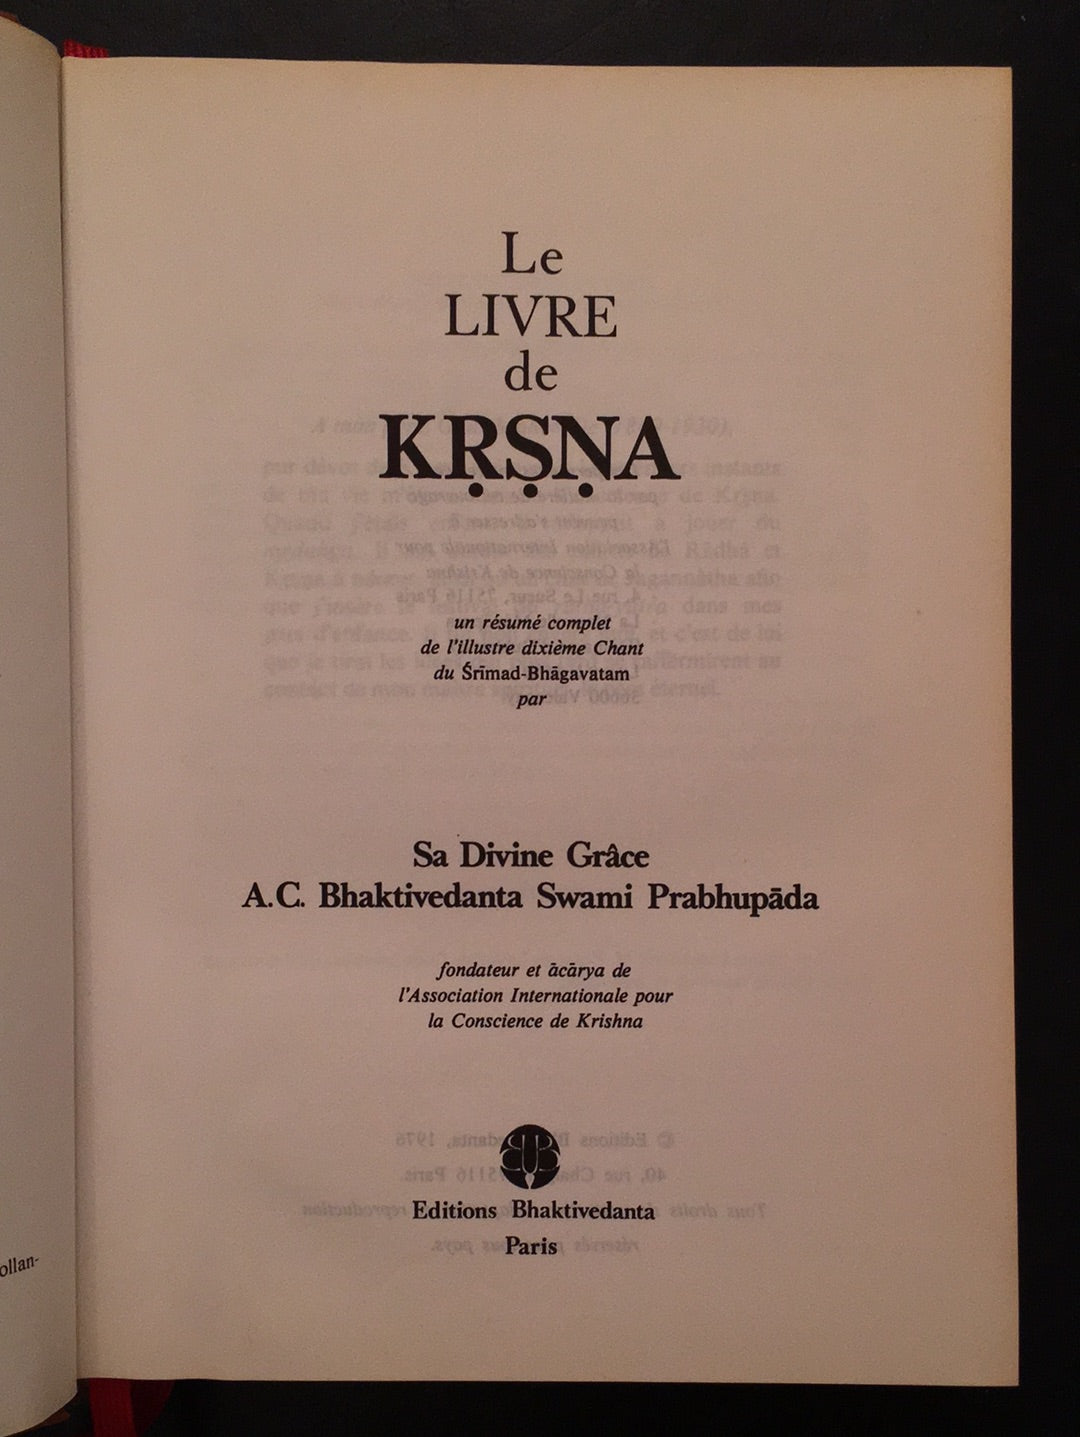 Le
LIVRE
de
KṚṢṆA
un résumé complet
de l'illustre dixième Chant
du Śrīmad-Bhāgavatam
par
Sa Divine Grâce
A.C. Bhaktivedanta Swami Prabhupāda
fondateur et ācārya de
l'Association Internationale pour
la Conscience de Krishna
Editions Bhaktivedanta
Paris
ollan-